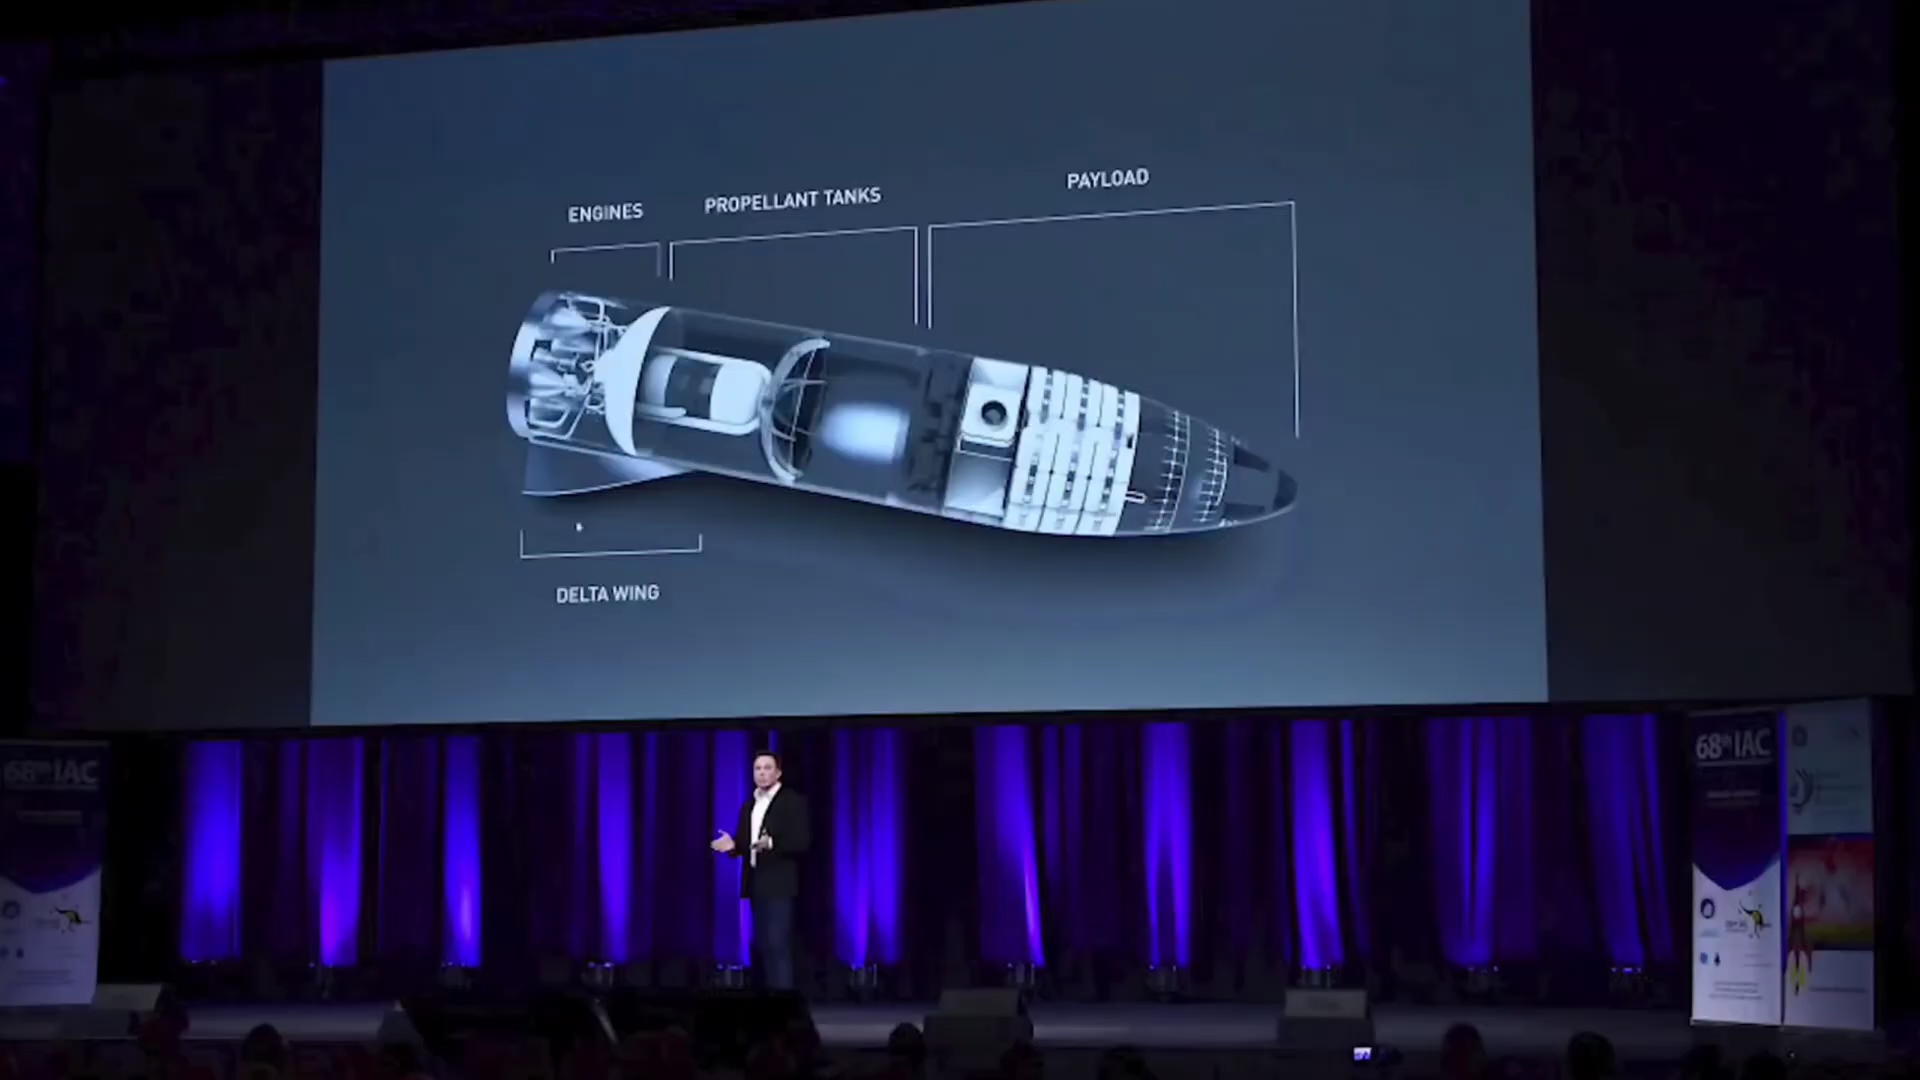 PAYLOAD
PROPELLANT TANKS
ENGINES
DELTA WING
68th IAC
68th IAC